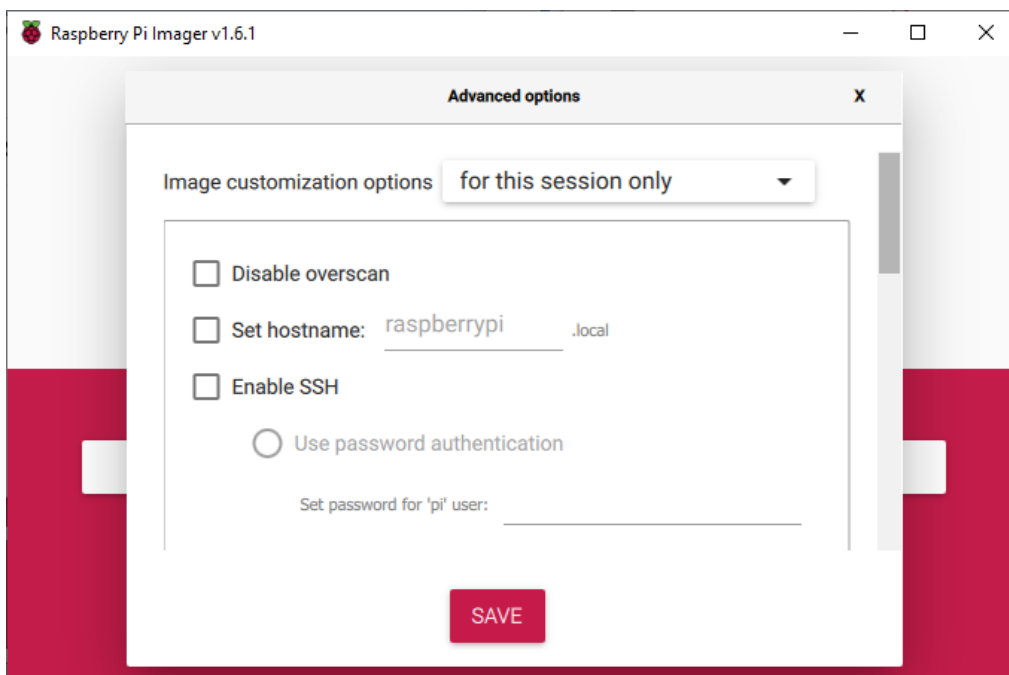 Raspberry Pi Imager v1.6.1
Advanced options X
Image customization options for this session only
Disable overscan
Set hostname: raspberrypi .local
Enable SSH
Use password authentication
Set password for 'pi' user:
SAVE